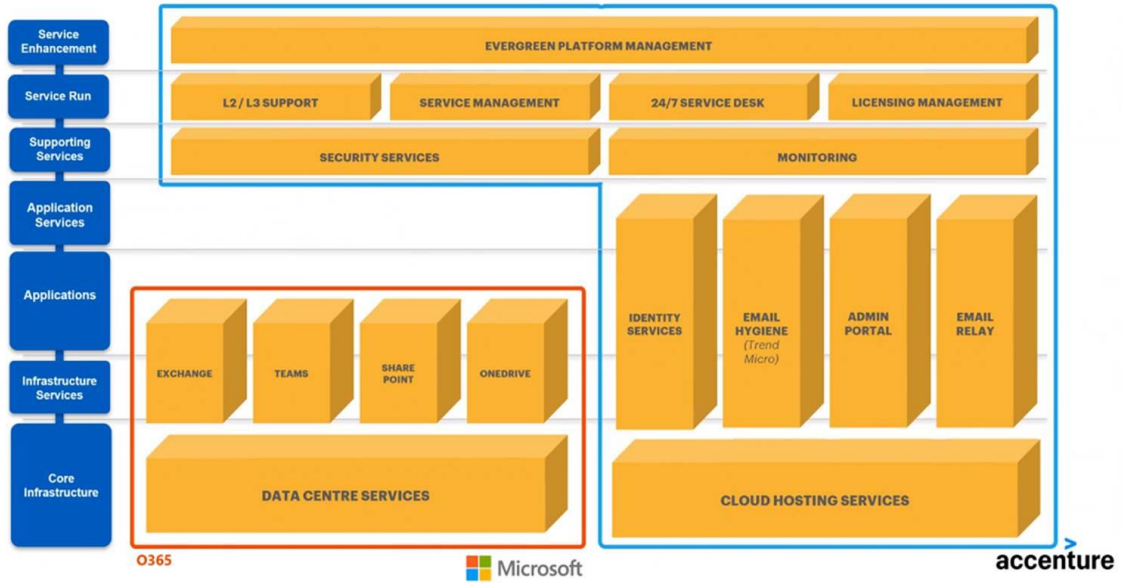 Service
Enhancement
EVERGREEN PLATFORM MANAGEMENT
Service Run
L2 / L3 SUPPORT
SERVICE MANAGEMENT
24/7 SERVICE DESK
LICENSING MANAGEMENT
Supporting
Services
SECURITY SERVICES
MONITORING
Application
Services
Applications
IDENTITY
SERVICES
EMAIL
HYGIENE
(Trend
Micro)
ADMIN
PORTAL
EMAIL
RELAY
Infrastructure
Services
EXCHANGE
TEAMS
SHARE
POINT
ONEDRIVE
Core
Infrastructure
DATA CENTRE SERVICES
CLOUD HOSTING SERVICES
O365
Microsoft
accenture